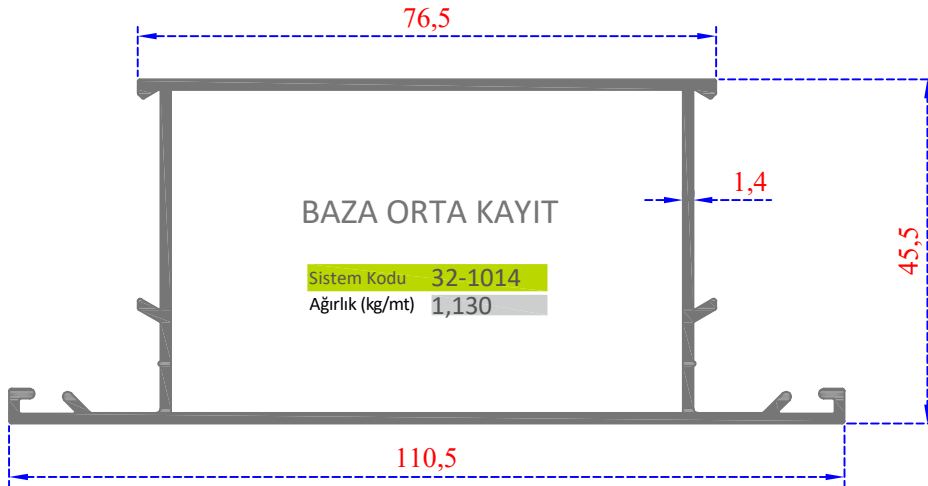 76,5
1,4
BAZA ORTA KAYIT
45,5
Sistem Kodu 32-1014
Ağırlık (kg/mt) 1,130
110,5